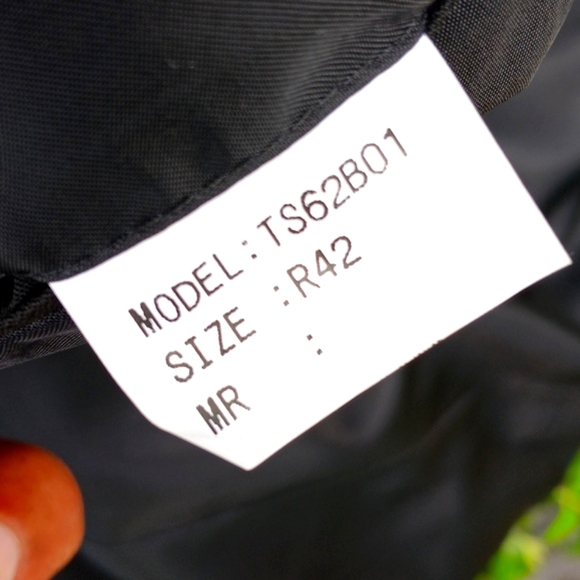 MODEL:TS62B01
SIZE :R42
MR :